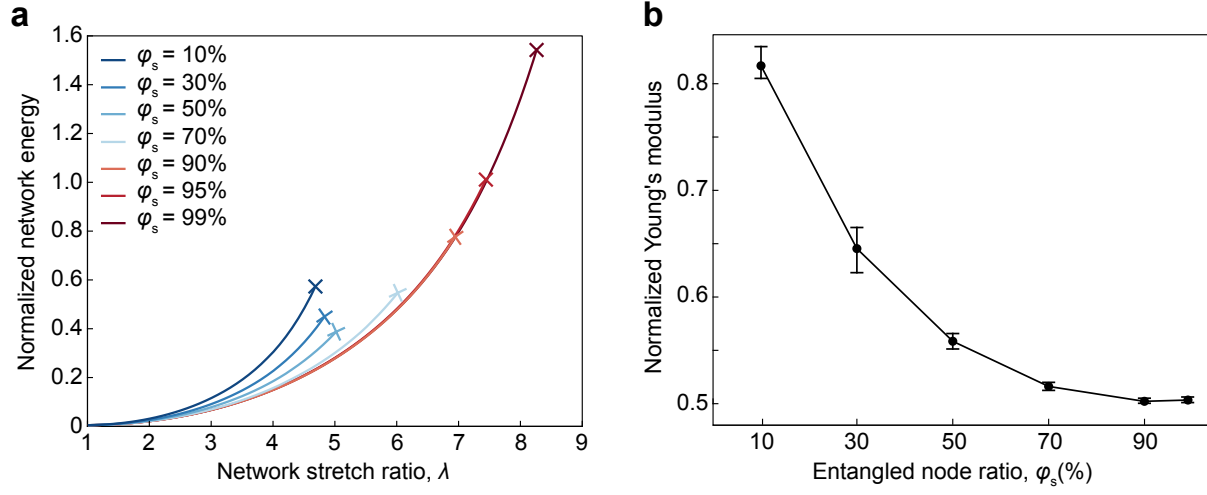 a
Normalized network energy
1.6
1.4
1.2
1.0
0.8
0.6
0.4
0.2
0
φs = 10%
φs = 30%
φs = 50%
φs = 70%
φs = 90%
φs = 95%
φs = 99%
1 2 3 4 5 6 7 8 9
Network stretch ratio, λ
b
Normalized Young's modulus
0.8
0.7
0.6
0.5
10 30 50 70 90
Entangled node ratio, φs(%)